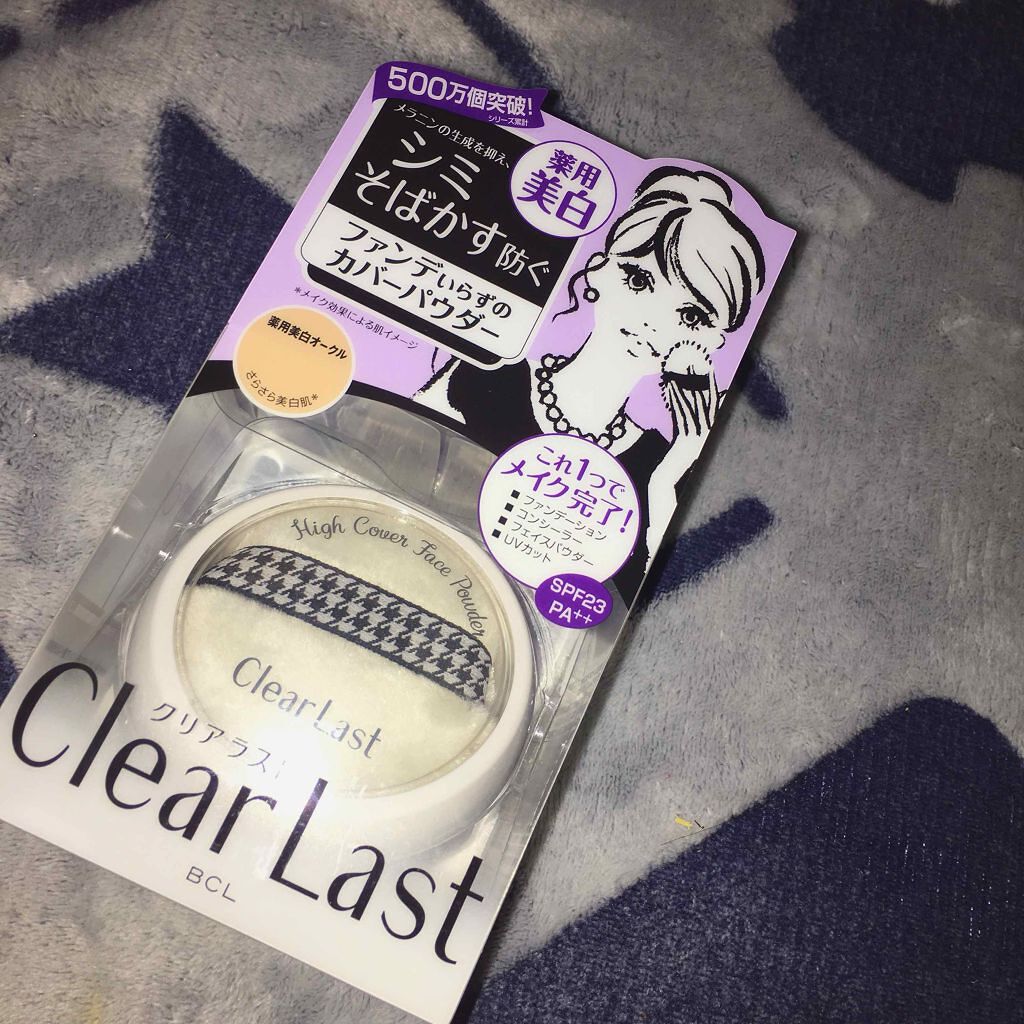 500万個突破!
シリーズ累計
メラニンの生成を抑え、
シミ
そばかす防ぐ
薬用
美白
ファンデいらずの
カバーパウダー
*メイク効果による肌イメージ
薬用美白オークル
さらさら美白肌*
これ1つで
メイク完了!
■ファンデーション
■コンシーラー
■フェイスパウダー
■UVカット
SPF23
PA++
High Cover Face Powder
ClearLast
クリアラスト
ClearLast
BCL